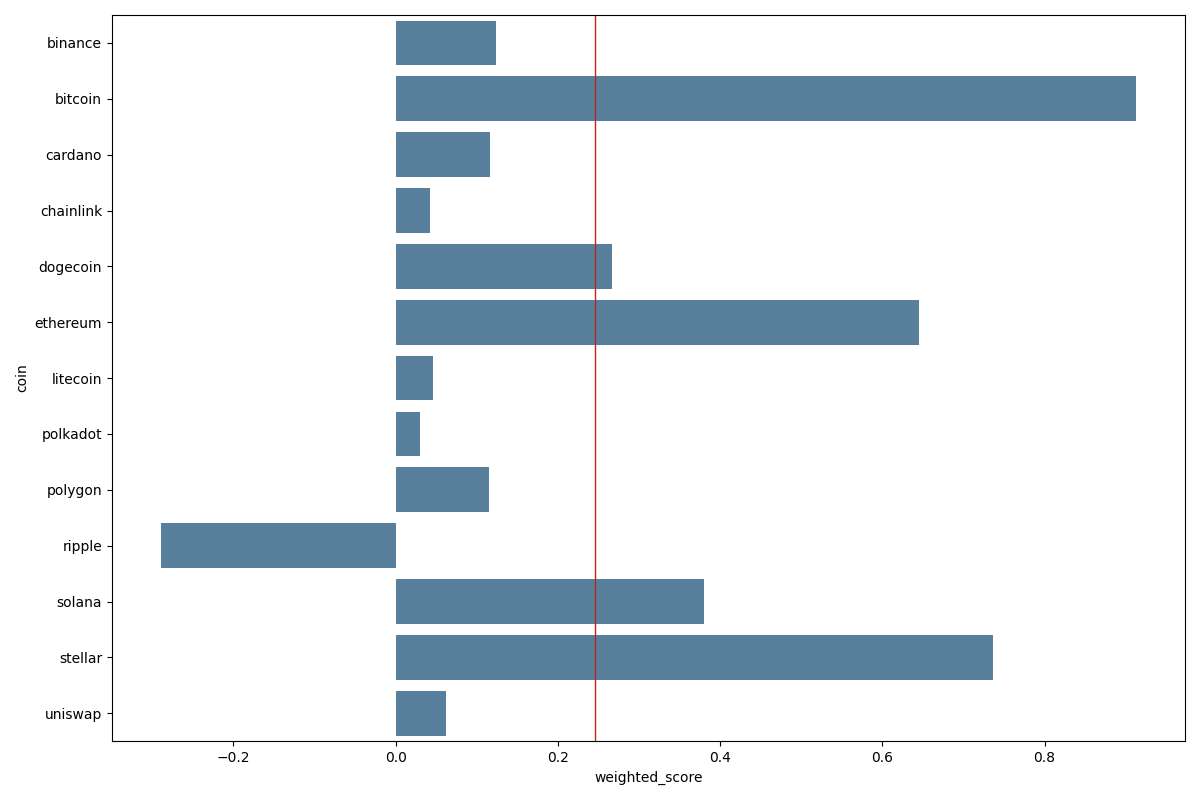 binance
bitcoin
cardano
chainlink
dogecoin
ethereum
litecoin
polkadot
polygon
ripple
solana
stellar
uniswap
coin
−0.2 0.0 0.2 0.4 0.6 0.8
weighted_score